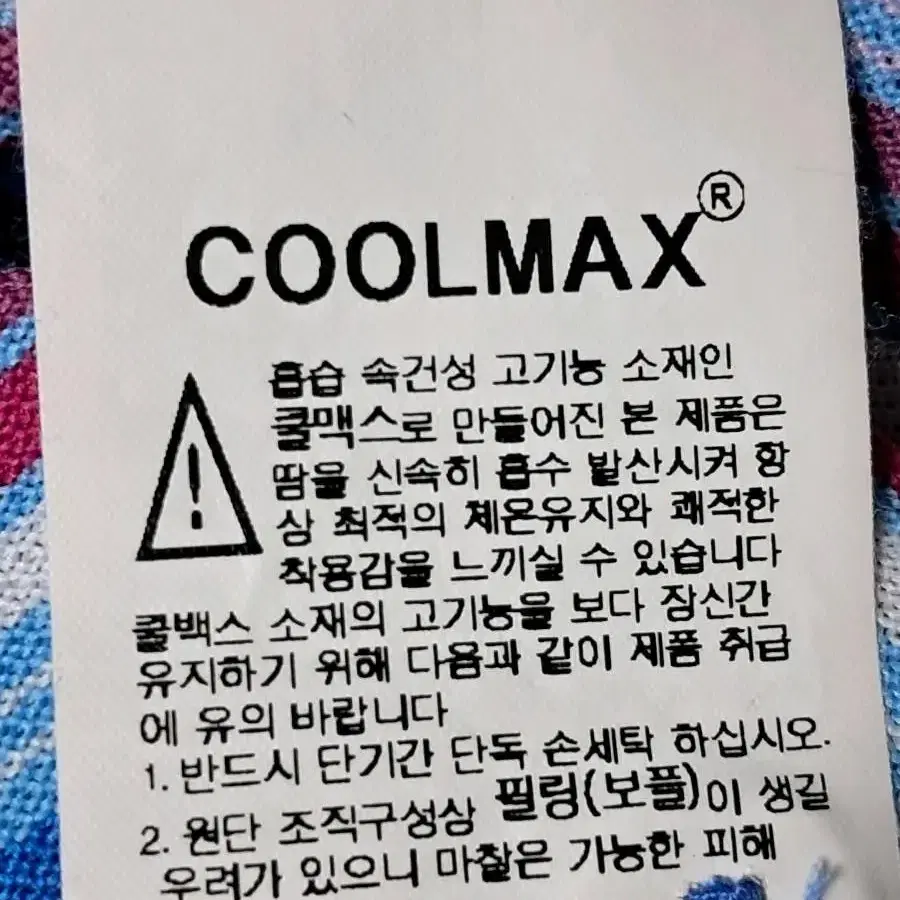 COOLMAX®
흡습 속건성 고기능 소재인
쿨맥스로 만들어진 본 제품은
땀을 신속히 흡수 발산시켜 항
상 최적의 체온유지와 쾌적한
착용감을 느끼실 수 있습니다
쿨백스 소재의 고기능을 보다 장신간
유지하기 위해 다음과 같이 제품 취급
에 유의 바랍니다
1. 반드시 단기간 단독 손세탁 하십시오.
2. 원단 조직구성상 필링(보플)이 생길
우려가 있으니 마찰은 가능한 피해